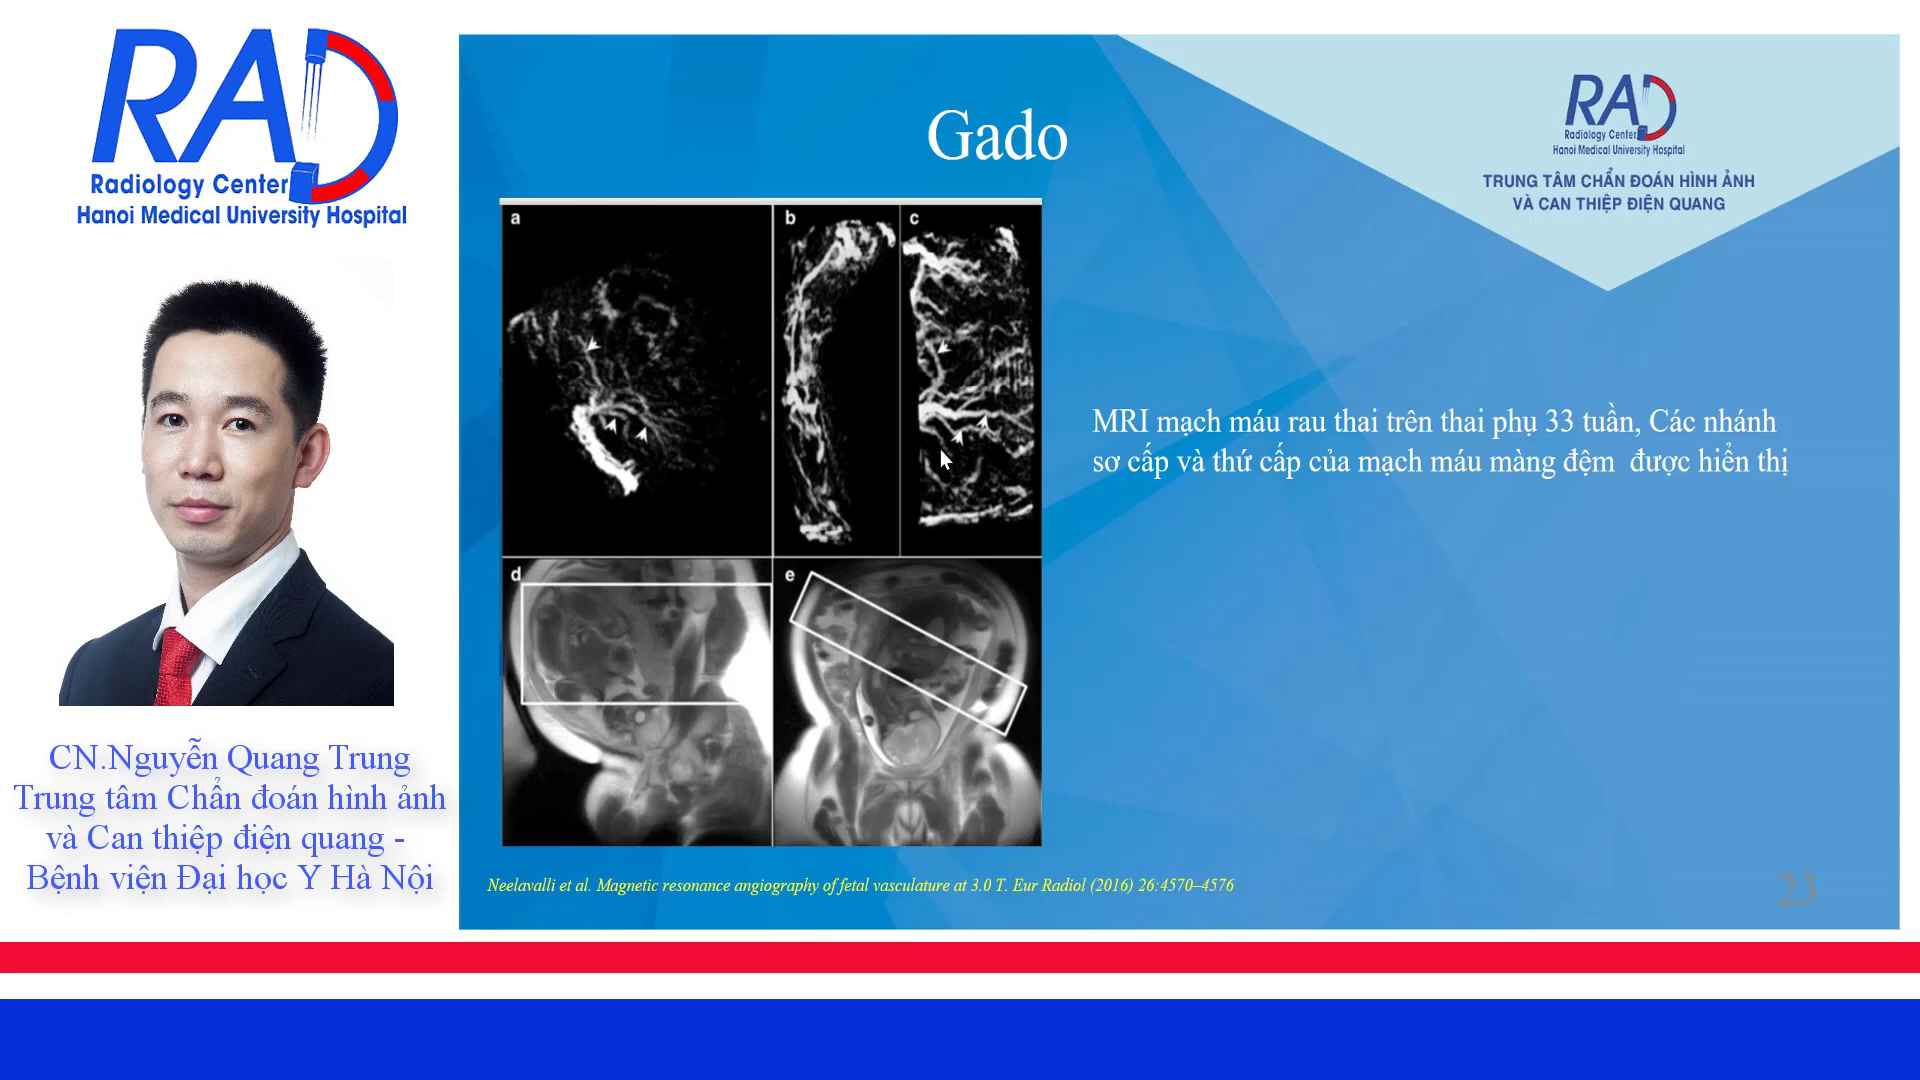 RAD
Radiology Center
Hanoi Medical University Hospital
CN.Nguyễn Quang Trung
Trung tâm Chẩn đoán hình ảnh
và Can thiệp điện quang -
Bệnh viện Đại học Y Hà Nội
Gado
RAD
Radiology Center
Hanoi Medical University Hospital
TRUNG TÂM CHẨN ĐOÁN HÌNH ẢNH
VÀ CAN THIỆP ĐIỆN QUANG
a
b
c
d
e
MRI mạch máu rau thai trên thai phụ 33 tuần, Các nhánh
sơ cấp và thứ cấp của mạch máu màng đệm được hiển thị
Neelavalli et al. Magnetic resonance angiography of fetal vasculature at 3.0 T. Eur Radiol (2016) 26:4570–4576
23